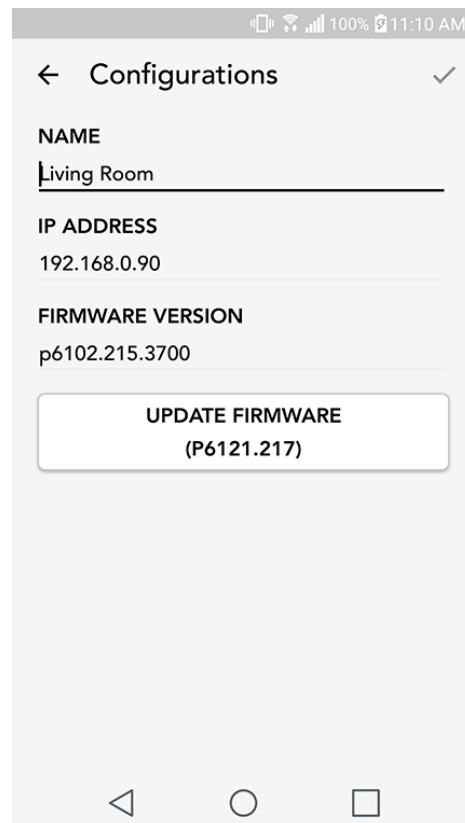 100% 11:10 AM
Configurations
NAME
Living Room
IP ADDRESS
192.168.0.90
FIRMWARE VERSION
p6102.215.3700
UPDATE FIRMWARE
(P6121.217)